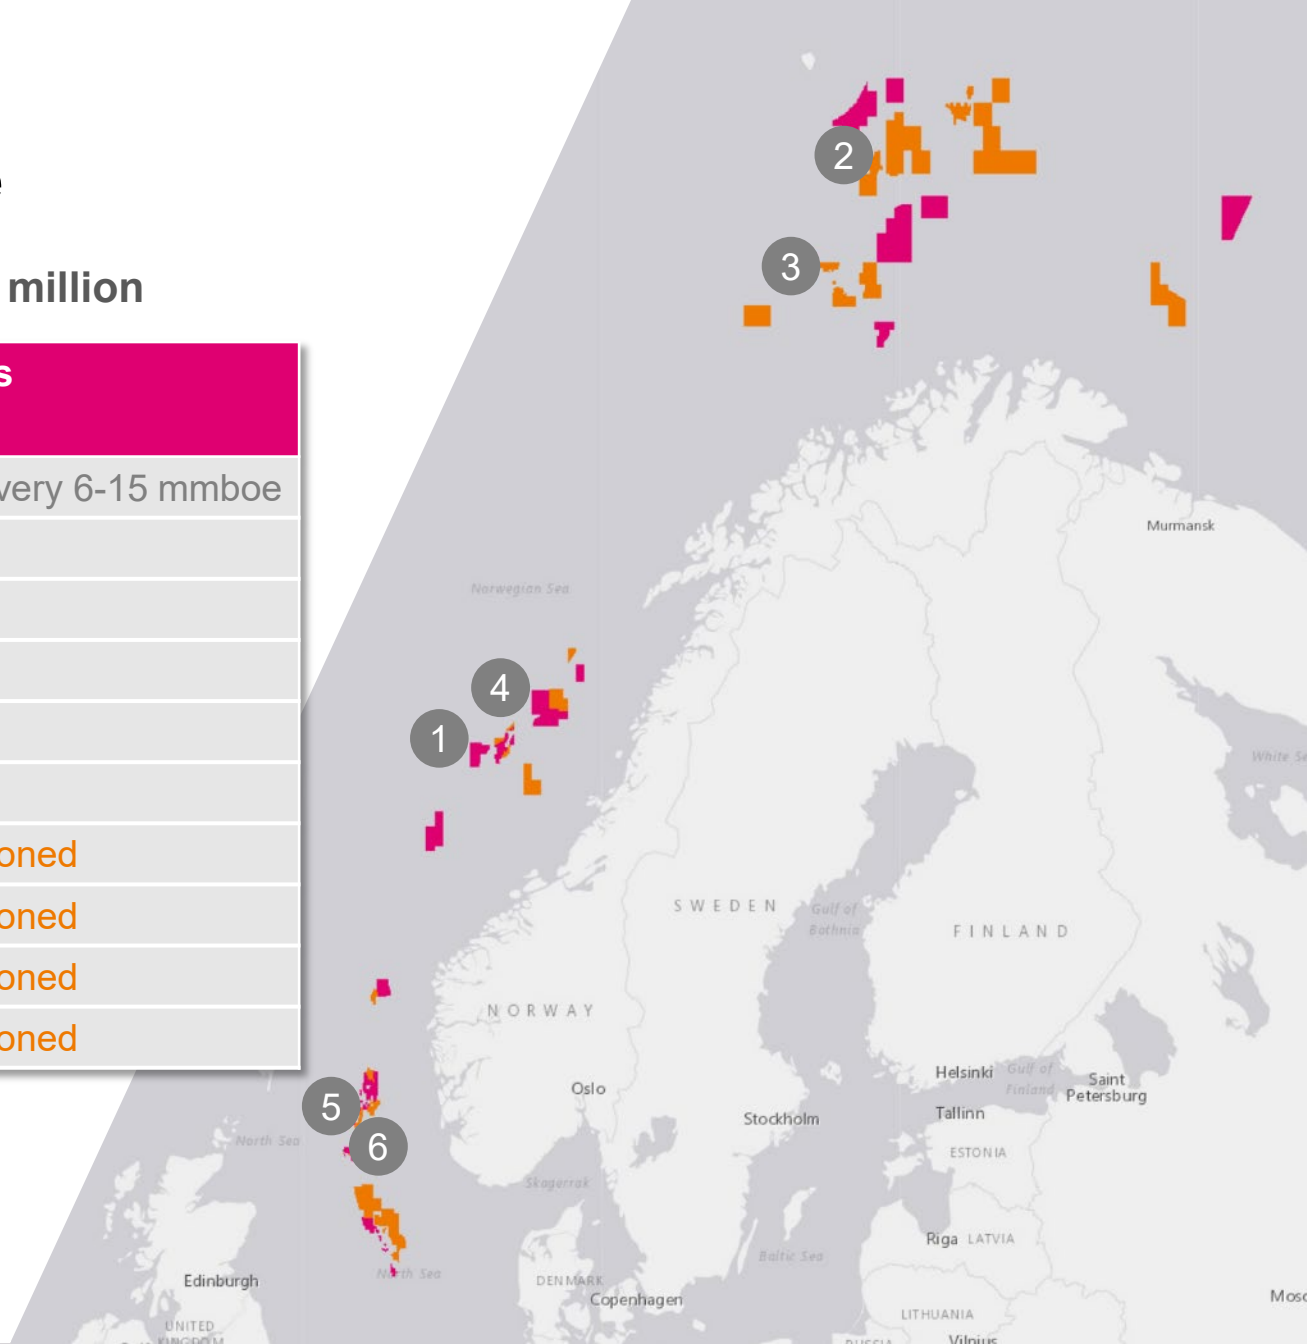 e
million
s
very 6-15 mmboe
oned
oned
oned
oned
2
3
Murmansk
Norwegian Sea
4
1
White Se
SWEDEN
Gulf of
Bothnia
FINLAND
NORWAY
Helsinki
Gulf of
Finland
Saint
Petersburg
Oslo
5
Tallinn
Stockholm
North Sea
6
ESTONIA
Skagerrak
Riga LATVIA
Baltic Sea
North Sea
Edinburgh
DENMARK
Copenhagen
Mosc
LITHUANIA
UNITED
KINGDOM
RUSSIA
Vilnius